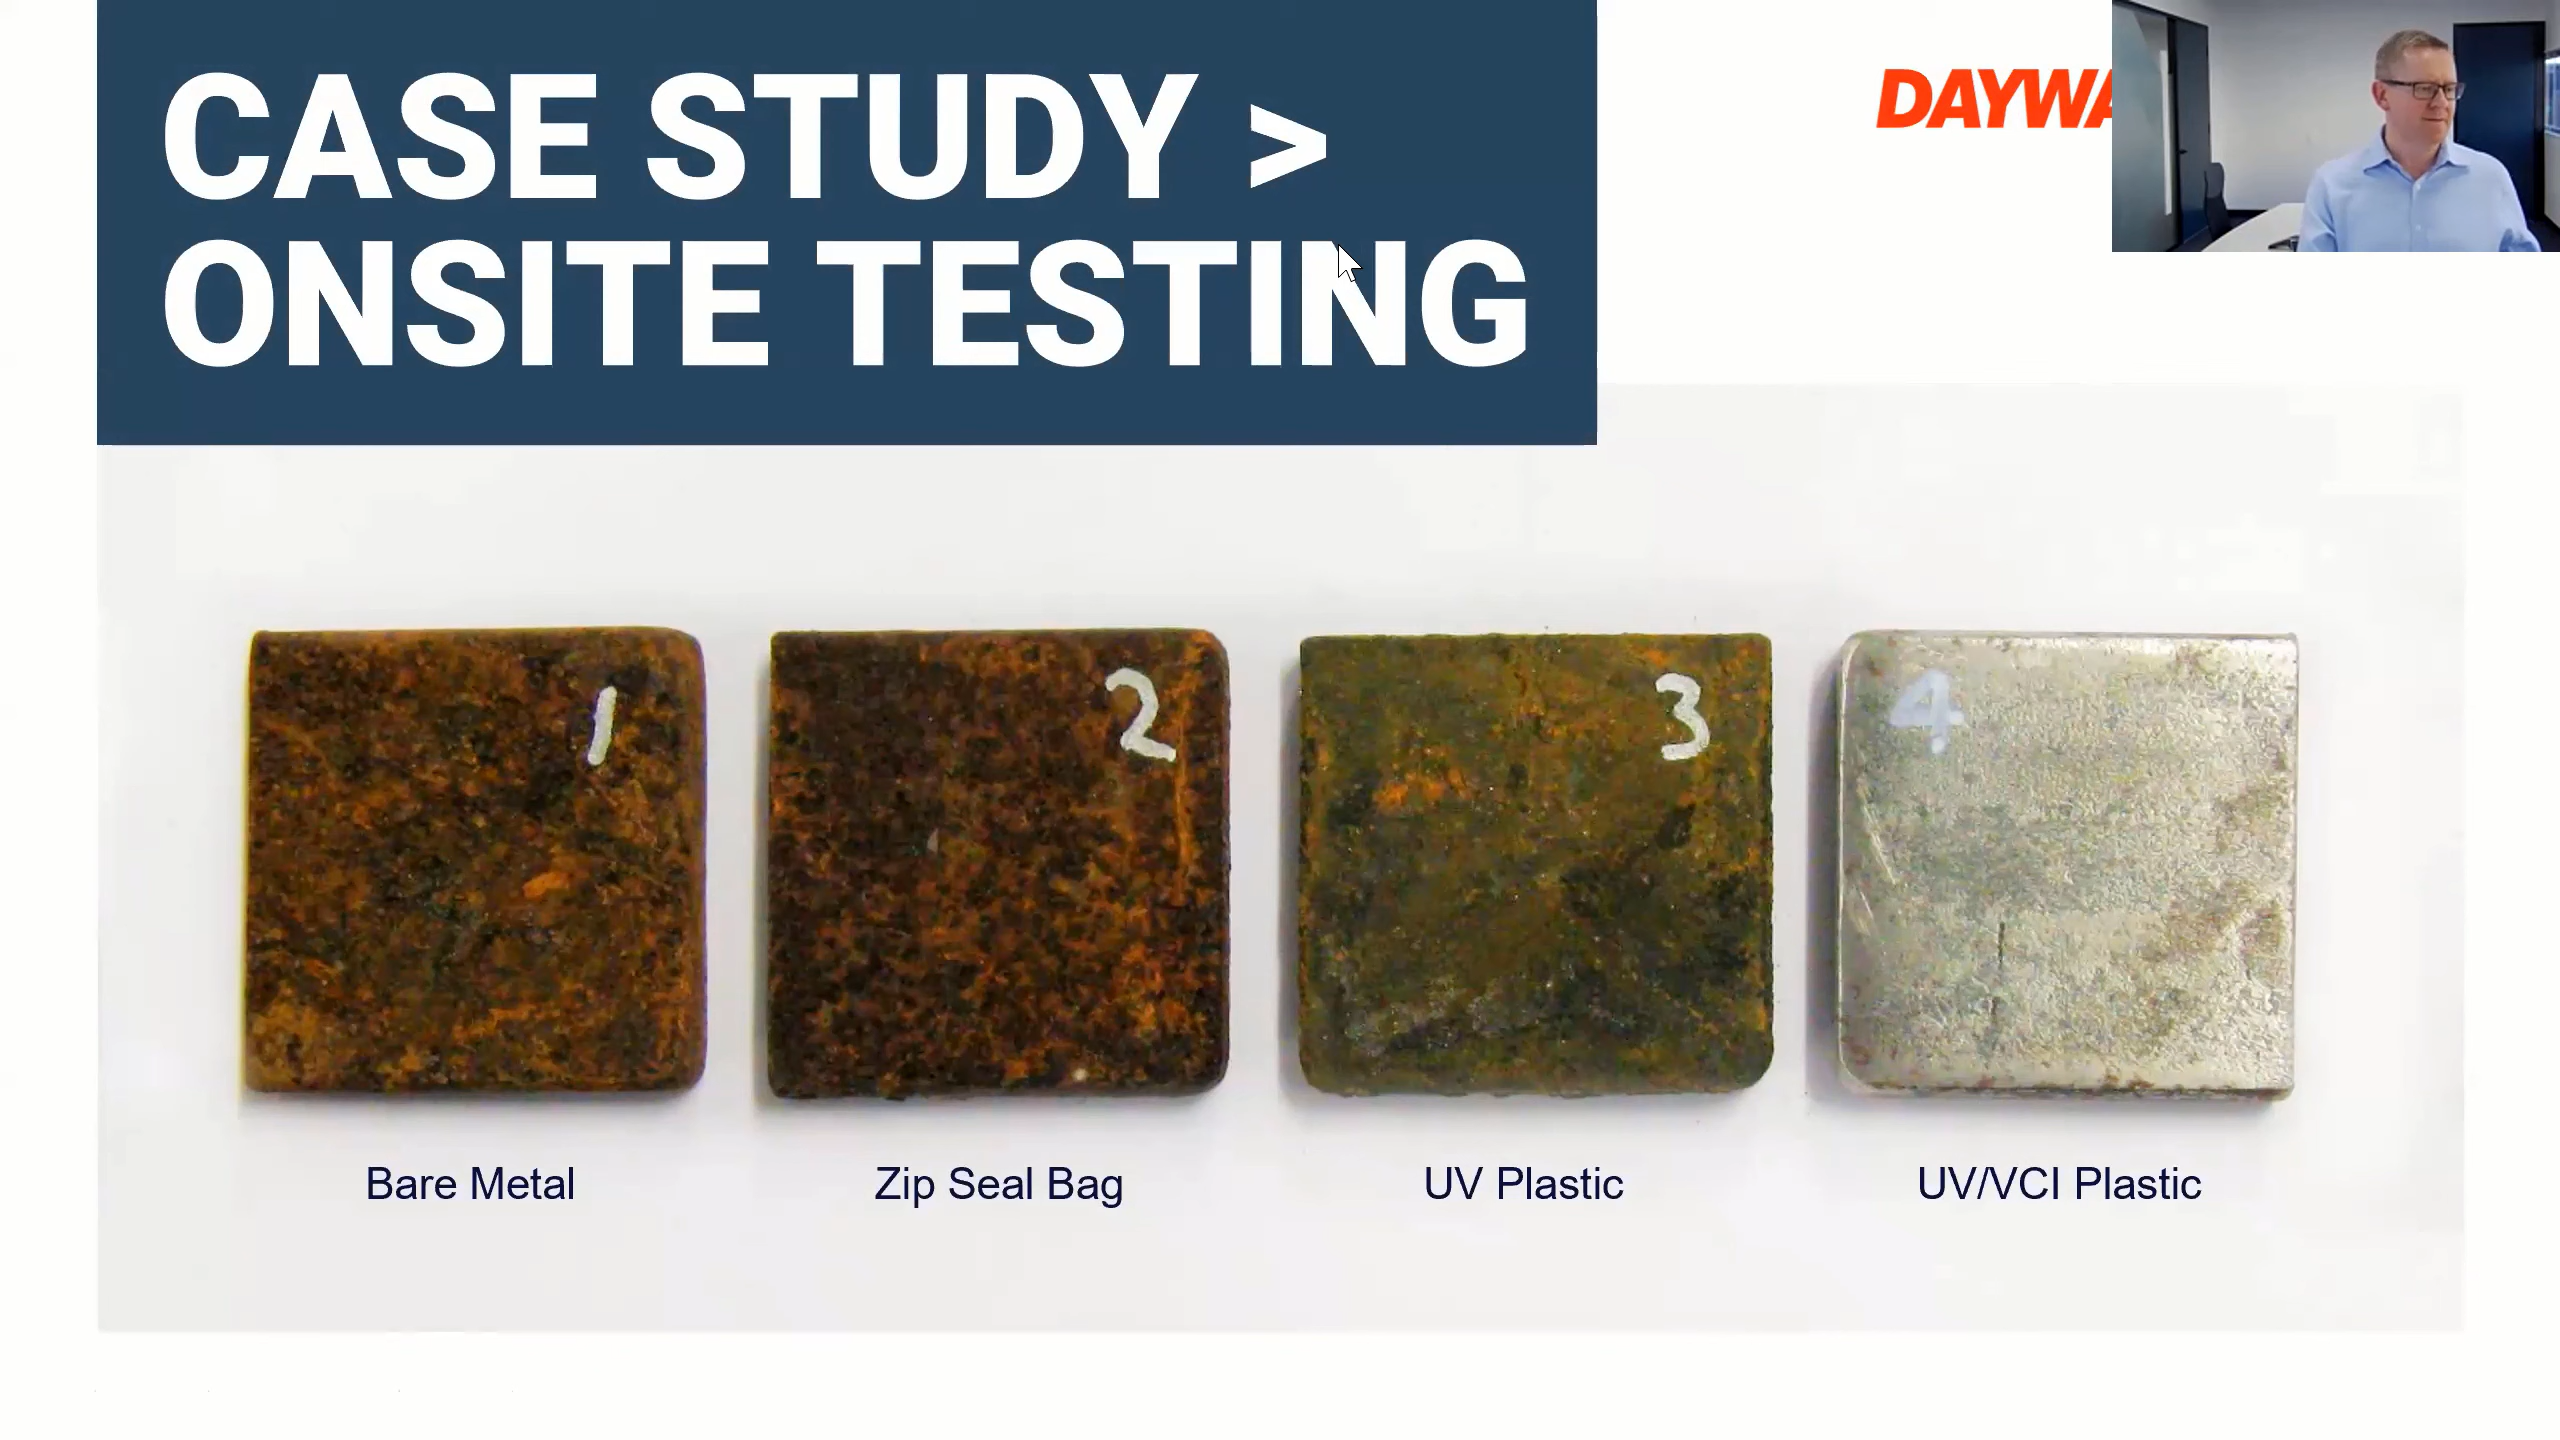 CASE STUDY >
ONSITE TESTING
DAYWA
1
2
3
4
Bare Metal
Zip Seal Bag
UV Plastic
UV/VCI Plastic